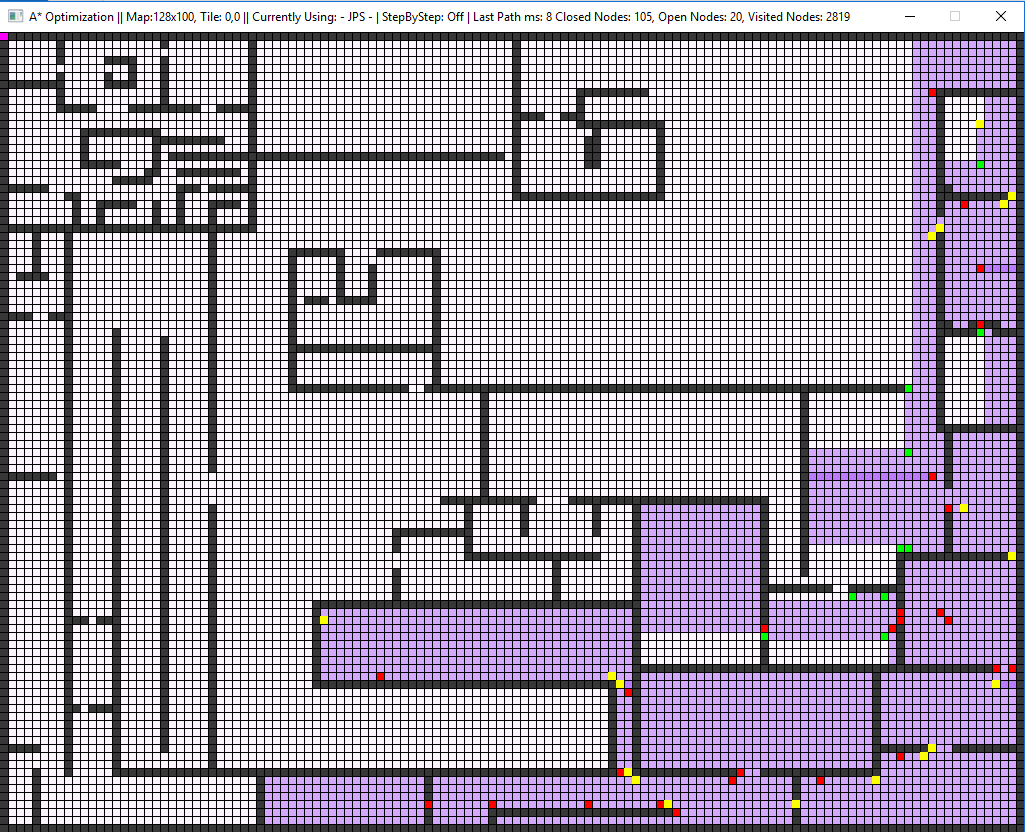 A* Optimization || Map:128x100, Tile: 0,0 || Currently Using: - JPS - | StepByStep: Off | Last Path ms: 8 Closed Nodes: 105, Open Nodes: 20, Visited Nodes: 2819